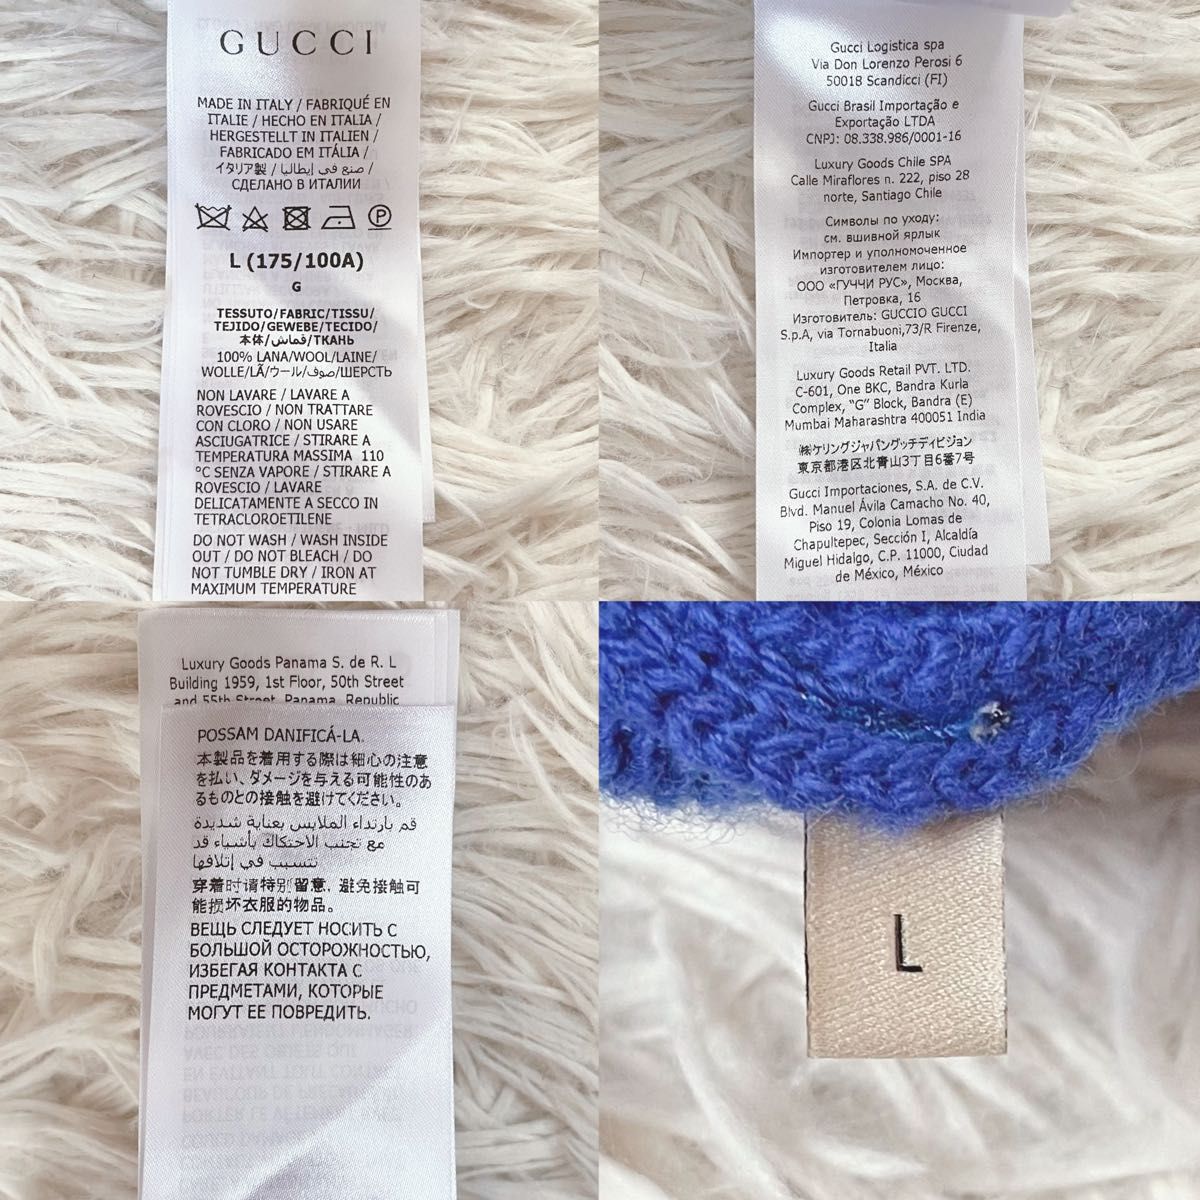 GUCCI
MADE IN ITALY / FABRIQUÉ EN
ITALIE / HECHO EN ITALIA /
HERGESTELLT IN ITALIEN /
FABRICADO EM ITÁLIA /
イタリア製 / صنع في إيطاليا /
СДЕЛАНО В ИТАЛИИ
P
L (175/100A)
G
TESSUTO/FABRIC/TISSU/
TEJIDO/GEWEBE/TECIDO/
本体/قماش/ТКАНЬ
100% LANA/WOOL/LAINE/
WOLLE/LÃ/ウール/صوف/ШЕРСТЬ
NON LAVARE / LAVARE A
ROVESCIO / NON TRATTARE
CON CLORO / NON USARE
ASCIUGATRICE / STIRARE A
TEMPERATURA MASSIMA 110
°C SENZA VAPORE / STIRARE A
ROVESCIO / LAVARE
DELICATAMENTE A SECCO IN
TETRACLOROETILENE
DO NOT WASH / WASH INSIDE
OUT / DO NOT BLEACH / DO
NOT TUMBLE DRY / IRON AT
MAXIMUM TEMPERATURE
Gucci Logistica spa
Via Don Lorenzo Perosi 6
50018 Scandicci (FI)
Gucci Brasil Importação e
Exportação LTDA
CNPJ: 08.338.986/0001-16
Luxury Goods Chile SPA
Calle Miraflores n. 222, piso 28
norte, Santiago Chile
Символы по уходу:
см. вшивной ярлык
Импортер и уполномоченное
изготовителем лицо:
ООО «ГУЧЧИ РУС», Москва,
Петровка, 16
Изготовитель: GUCCIO GUCCI
S.p.A, via Tornabuoni,73/R Firenze,
Italia
Luxury Goods Retail PVT. LTD.
C-601, One BKC, Bandra Kurla
Complex, "G" Block, Bandra (E)
Mumbai Maharashtra 400051 India
㈱ケリングジャパングッチディビジョン
東京都港区北青山3丁目6番7号
Gucci Importaciones, S.A. de C.V.
Blvd. Manuel Ávila Camacho No. 40,
Piso 19, Colonia Lomas de
Chapultepec, Sección I, Alcaldía
Miguel Hidalgo, C.P. 11000, Ciudad
de México, México
Luxury Goods Panama S. de R. L
Building 1959, 1st Floor, 50th Street
and 55th Street, Panama, Republic
POSSAM DANIFICÁ-LA.
本製品を着用する際は細心の注意
を払い、ダメージを与える可能性のあ
るものとの接触を避けてください。
قم بارتداء الملابس بعناية شديدة
مع تجنب الاحتكاك بأشياء قد
تتسبب في إتلافها
穿着时请特别留意，避免接触可
能损坏衣服的物品。
ВЕЩЬ СЛЕДУЕТ НОСИТЬ С
БОЛЬШОЙ ОСТОРОЖНОСТЬЮ,
ИЗБЕГАЯ КОНТАКТА С
ПРЕДМЕТАМИ, КОТОРЫЕ
МОГУТ ЕЕ ПОВРЕДИТЬ.
L